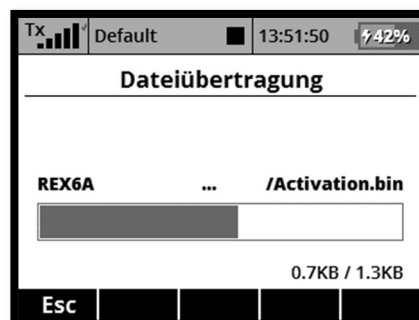 Tx Default 13:51:50 42%
Dateiübertragung
REX6A ... /Activation.bin
0.7KB / 1.3KB
Esc